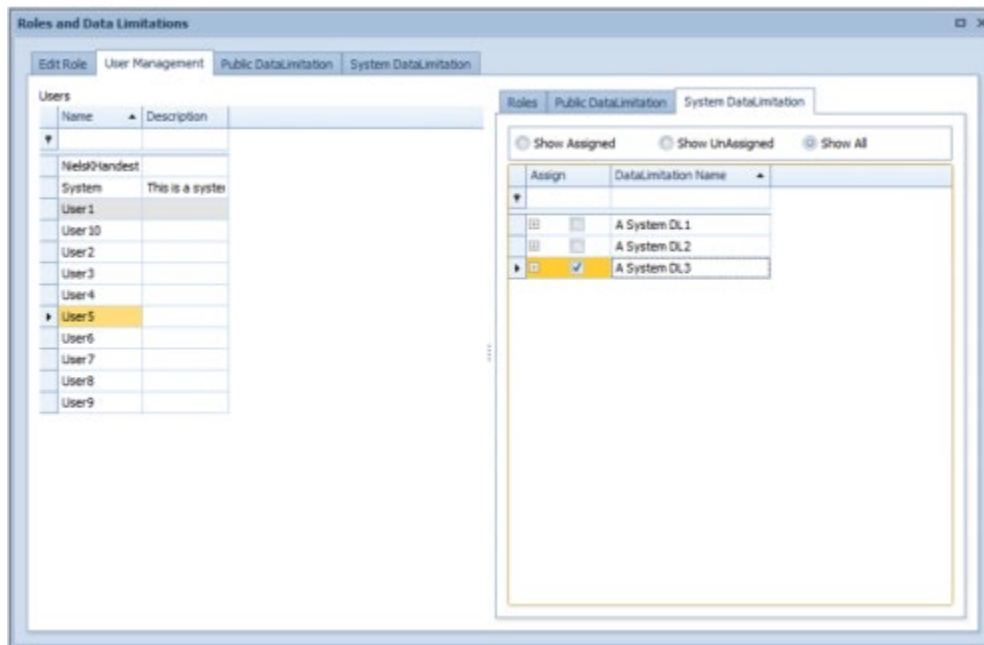 Roles and Data Limitations
Edit Role User Management Public DataLimitation System DataLimitation
Users
Name Description
System This is a syster
User1
User10
User2
User3
User4
User5
User6
User7
User8
User9
Roles Public DataLimitation System DataLimitation
Show Assigned Show UnAssigned Show All
Assign DataLimitation Name
A System DL1
A System DL2
A System DL3